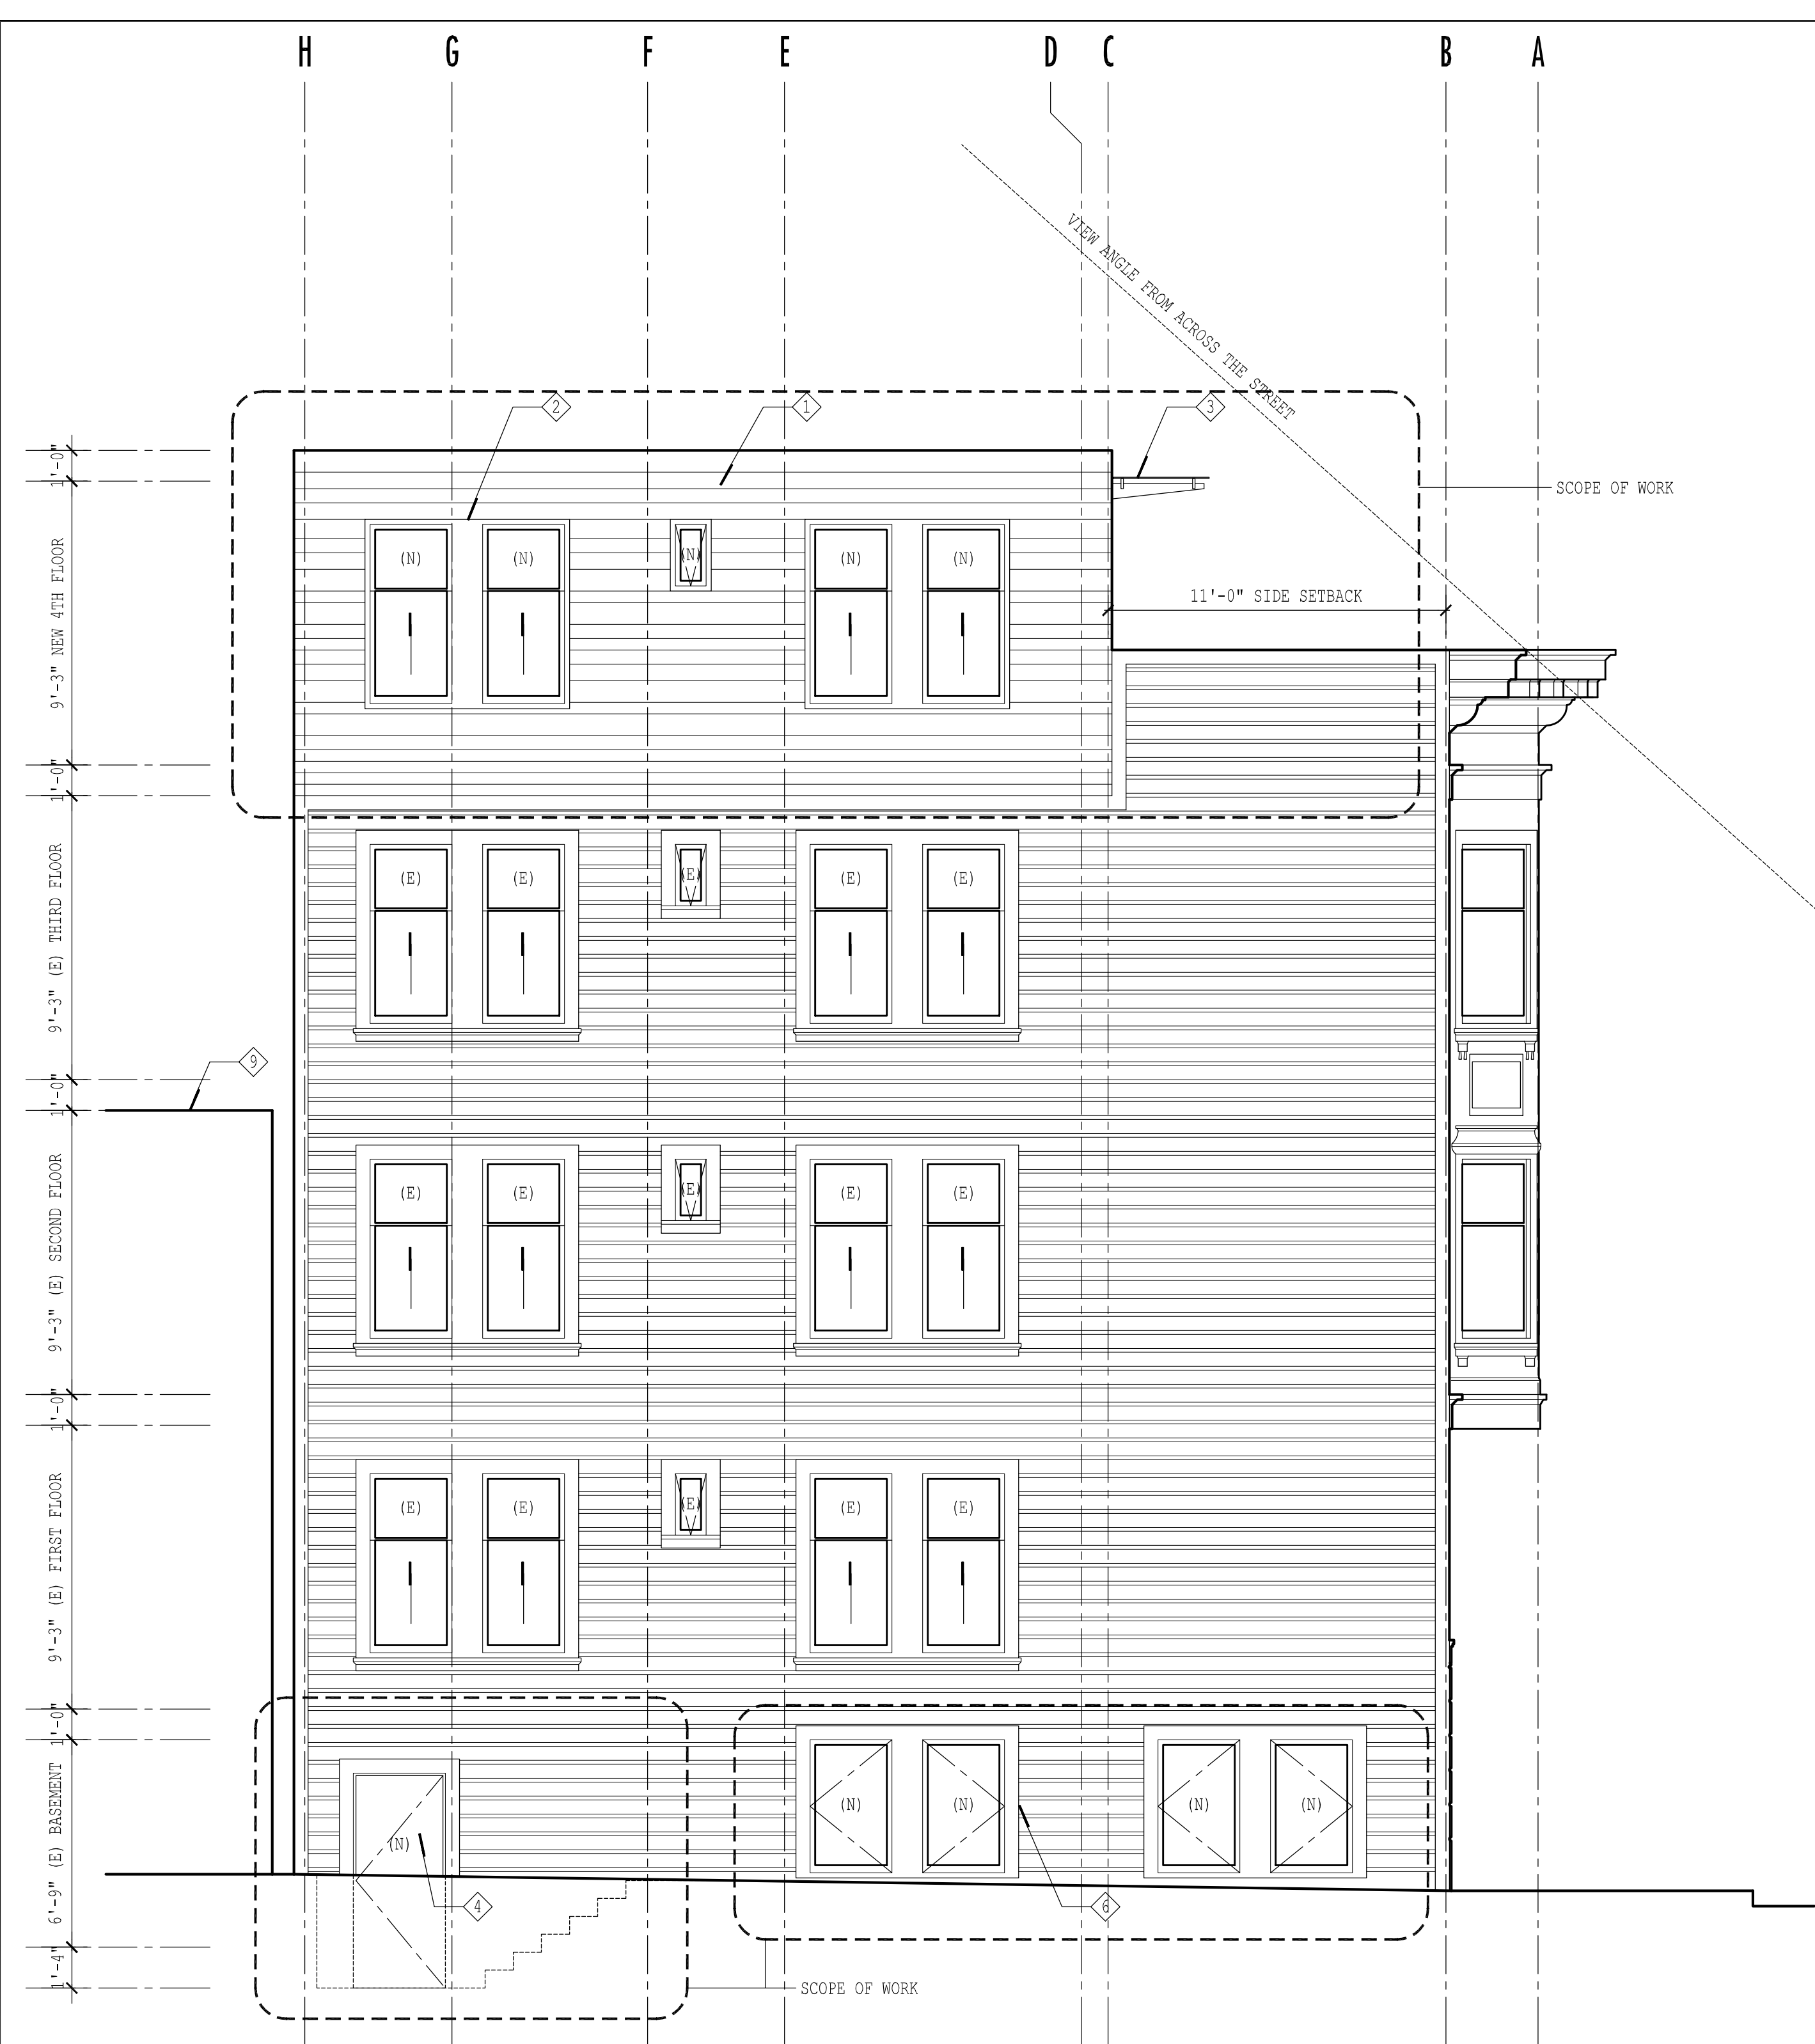 H G F E D C B A
VIEW ANGLE FROM ACROSS THE STREET
2 1 3
1'-0"
SCOPE OF WORK
9'-3" NEW 4TH FLOOR
(N) (N) (N) (N) (N)
11'-0" SIDE SETBACK
1'-0"
9'-3" (E) THIRD FLOOR
(E) (E) (E) (E) (E)
9
1'-0"
9'-3" (E) SECOND FLOOR
(E) (E) (E) (E) (E)
1'-0"
9'-3" (E) FIRST FLOOR
(E) (E) (E) (E) (E)
1'-0"
6'-9" (E) BASEMENT
(N) (N) (N) (N) (N)
4 6
1'-4"
SCOPE OF WORK